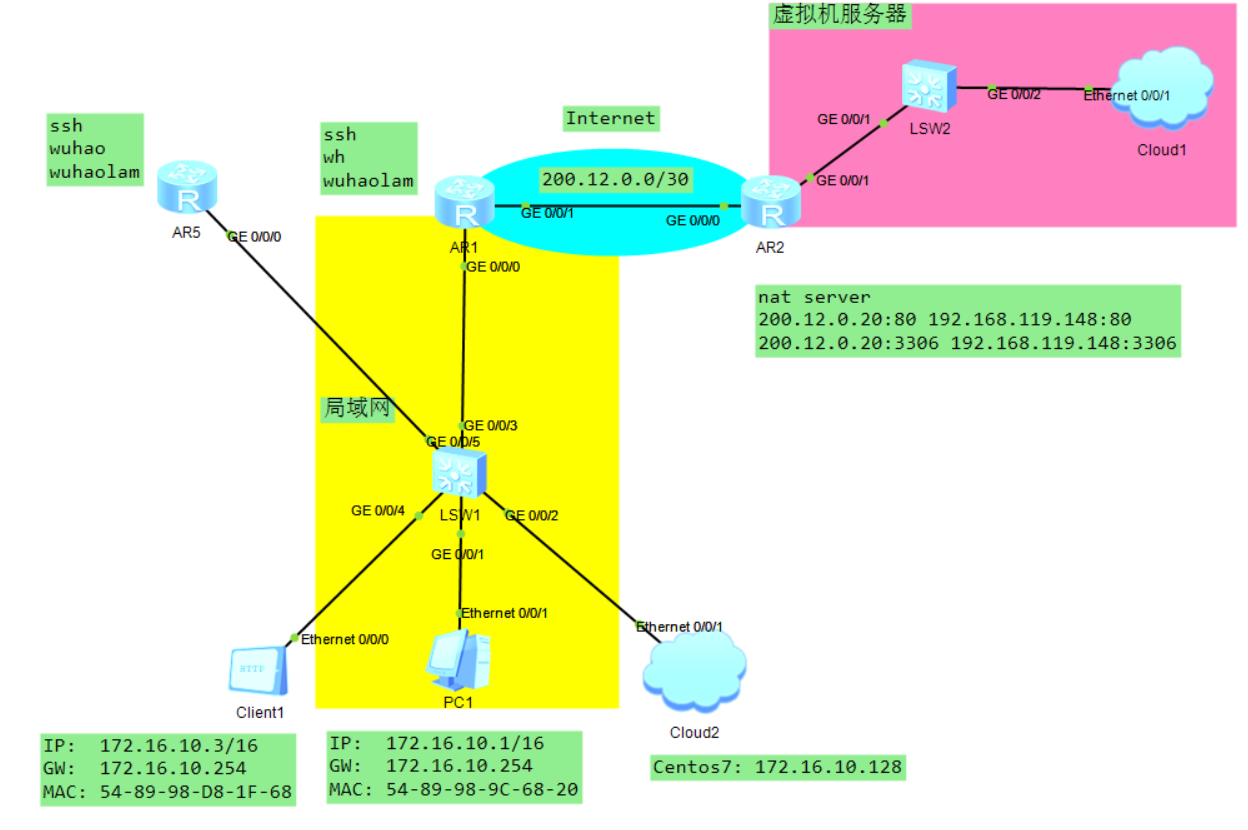 虚拟机服务器
GE 0/0/2
Ethernet 0/0/1
GE 0/0/1
LSW2
Cloud1
GE 0/0/1
Internet
ssh
wuhao
wuhaolam
ssh
wh
wuhaolam
200.12.0.0/30
R
R
R
GE 0/0/1
GE 0/0/0
AR5
GE 0/0/0
AR1
AR2
GE 0/0/0
nat server
200.12.0.20:80 192.168.119.148:80
200.12.0.20:3306 192.168.119.148:3306
局域网
GE 0/0/3
GE 0/0/5
GE 0/0/4
LSW1
GE 0/0/2
GE 0/0/1
Ethernet 0/0/1
Ethernet 0/0/0
Ethernet 0/0/1
HTTP
Client1
PC1
Cloud2
IP: 172.16.10.3/16
GW: 172.16.10.254
MAC: 54-89-98-D8-1F-68
IP: 172.16.10.1/16
GW: 172.16.10.254
MAC: 54-89-98-9C-68-20
Centos7: 172.16.10.128